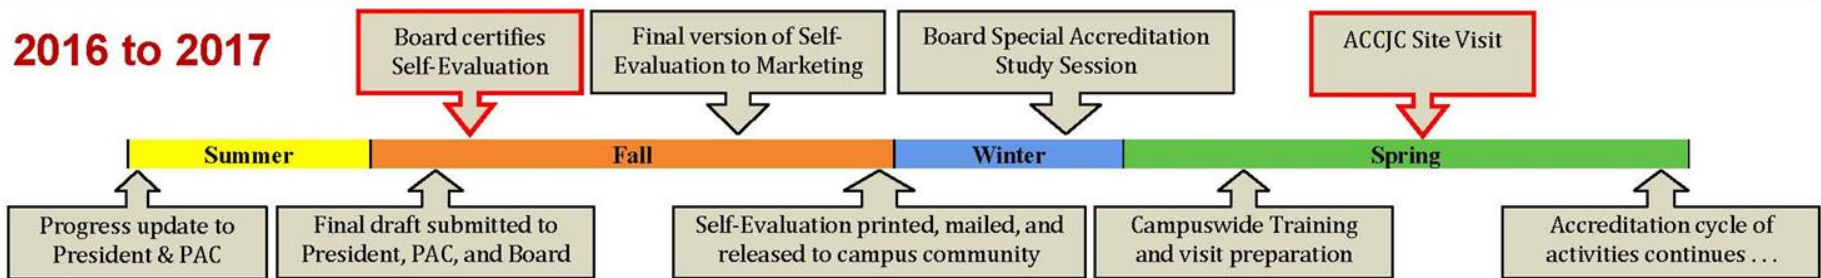 2016 to 2017
Board certifies
Self-Evaluation
Final version of Self-
Evaluation to Marketing
Board Special Accreditation
Study Session
ACCJC Site Visit
Summer
Fall
Winter
Spring
Progress update to
President & PAC
Final draft submitted to
President, PAC, and Board
Self-Evaluation printed, mailed, and
released to campus community
Campuswide Training
and visit preparation
Accreditation cycle of
activities continues . . .